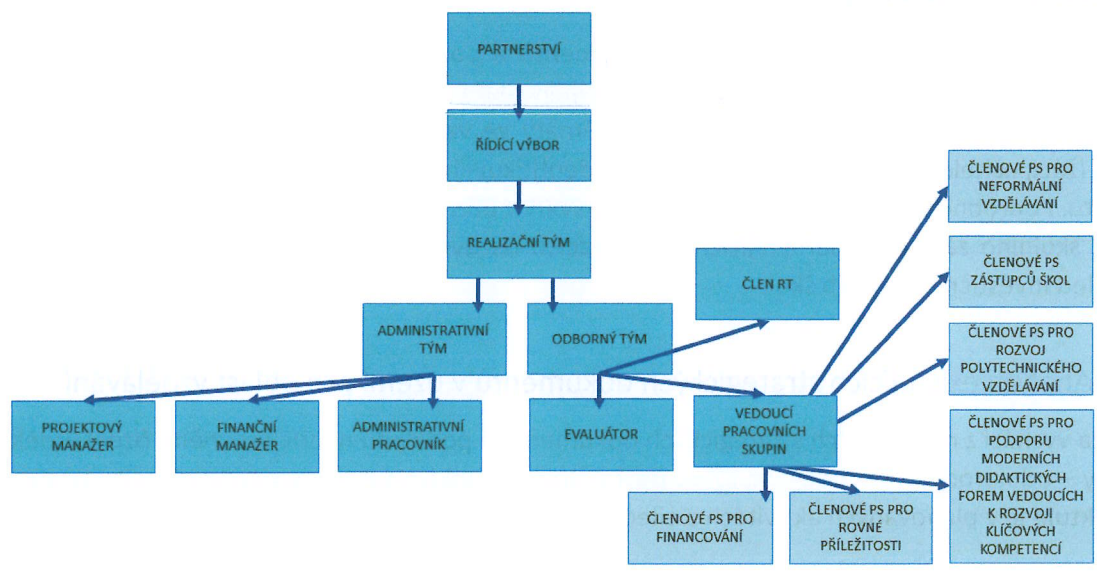 PARTNERSTVÍ
ŘÍDÍCÍ VÝBOR
REALIZAČNÍ TÝM
ADMINISTRATIVNÍ
TÝM
ODBORNÝ TÝM
ČLEN RT
PROJEKTOVÝ
MANAŽER
FINANČNÍ
MANAŽER
ADMINISTRATIVNÍ
PRACOVNÍK
EVALUÁTOR
VEDOUCÍ
PRACOVNÍCH
SKUPIN
ČLENOVÉ PS PRO
NEFORMÁLNÍ
VZDĚLÁVÁNÍ
ČLENOVÉ PS
ZÁSTUPCŮ ŠKOL
ČLENOVÉ PS PRO
ROZVOJ
POLYTECHNICKÉHO
VZDĚLÁVÁNÍ
ČLENOVÉ PS PRO
PODPORU
MODERNÍCH
DIDAKTICKÝCH
FOREM VEDOUCÍCH
K ROZVOJI
KLÍČOVÝCH
KOMPETENCÍ
ČLENOVÉ PS PRO
FINANCOVÁNÍ
ČLENOVÉ PS PRO
ROVNÉ
PŘÍLEŽITOSTI